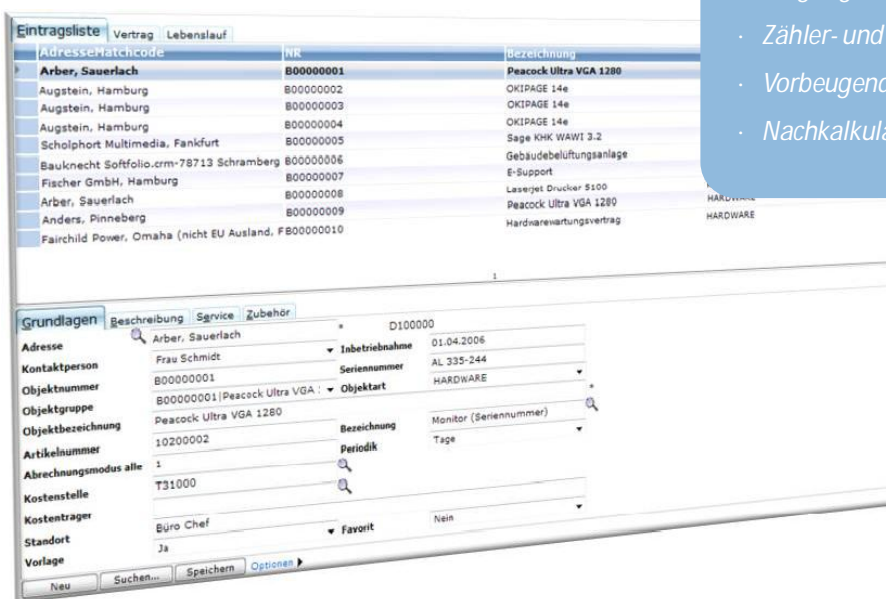 Zähler- und
Vorbeugend
Nachkalkula
Eintragsliste Vertrag Lebenslauf
AdresseMatchcode NR Bezeichnung
Arber, Sauerlach B00000001 Peacock Ultra VGA 1280
Augstein, Hamburg B00000002 OKIPAGE 14e
Augstein, Hamburg B00000003 OKIPAGE 14e
Augstein, Hamburg B00000004 OKIPAGE 14e
Scholphort Multimedia, Fankfurt B00000005 Sage KHK WAWI 3.2
Bauknecht Softfolio.crm-78713 Schramberg B00000006 Gebäudebelüftungsanlage
Fischer GmbH, Hamburg B00000007 E-Support
Arber, Sauerlach B00000008 Laserjet Drucker 5100
Anders, Pinneberg B00000009 Peacock Ultra VGA 1280 HARDWARE
Fairchild Power, Omaha (nicht EU Ausland, F B00000010 Hardwarewartungsvertrag HARDWARE
1
Grundlagen Beschreibung Service Zubehör
Adresse Arber, Sauerlach * D100000
Kontaktperson Frau Schmidt Inbetriebnahme 01.04.2006
Objektnummer B00000001 Seriennummer AL 335-244
Objektgruppe B00000001|Peacock Ultra VGA : Objektart HARDWARE *
Objektbezeichnung Peacock Ultra VGA 1280
Artikelnummer 10200002 Bezeichnung Monitor (Seriennummer)
Abrechnungsmodus alle 1 Periodik Tage
Kostenstelle T31000
Kostenträger
Standort Büro Chef
Vorlage Ja Favorit Nein
Neu Suchen... Speichern Optionen